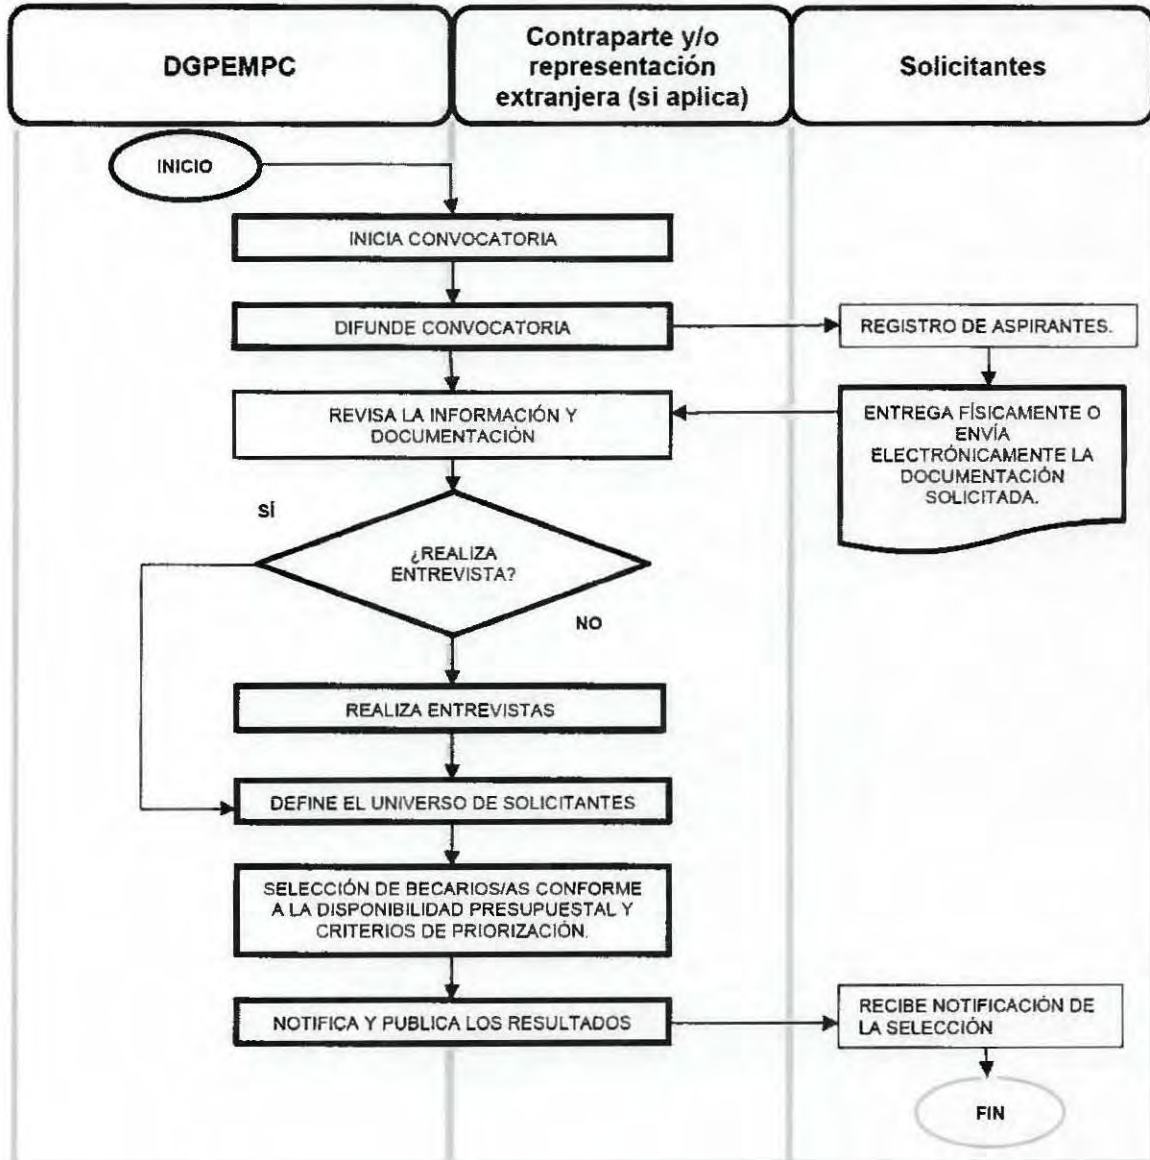 DGPEMPC
Contraparte y/o
representación
extranjera (si aplica)
Solicitantes
INICIO
INICIA CONVOCATORIA
DIFUNDE CONVOCATORIA
REGISTRO DE ASPIRANTES.
REVISA LA INFORMACIÓN Y
DOCUMENTACIÓN
ENTREGA FÍSICAMENTE O
ENVÍA
ELECTRÓNICAMENTE LA
DOCUMENTACIÓN
SOLICITADA.
SÍ
¿REALIZA
ENTREVISTA?
NO
REALIZA ENTREVISTAS
DEFINE EL UNIVERSO DE SOLICITANTES
SELECCIÓN DE BECARIOS/AS CONFORME
A LA DISPONIBILIDAD PRESUPUESTAL Y
CRITERIOS DE PRIORIZACIÓN.
NOTIFICA Y PUBLICA LOS RESULTADOS
RECIBE NOTIFICACIÓN DE
LA SELECCIÓN
FIN